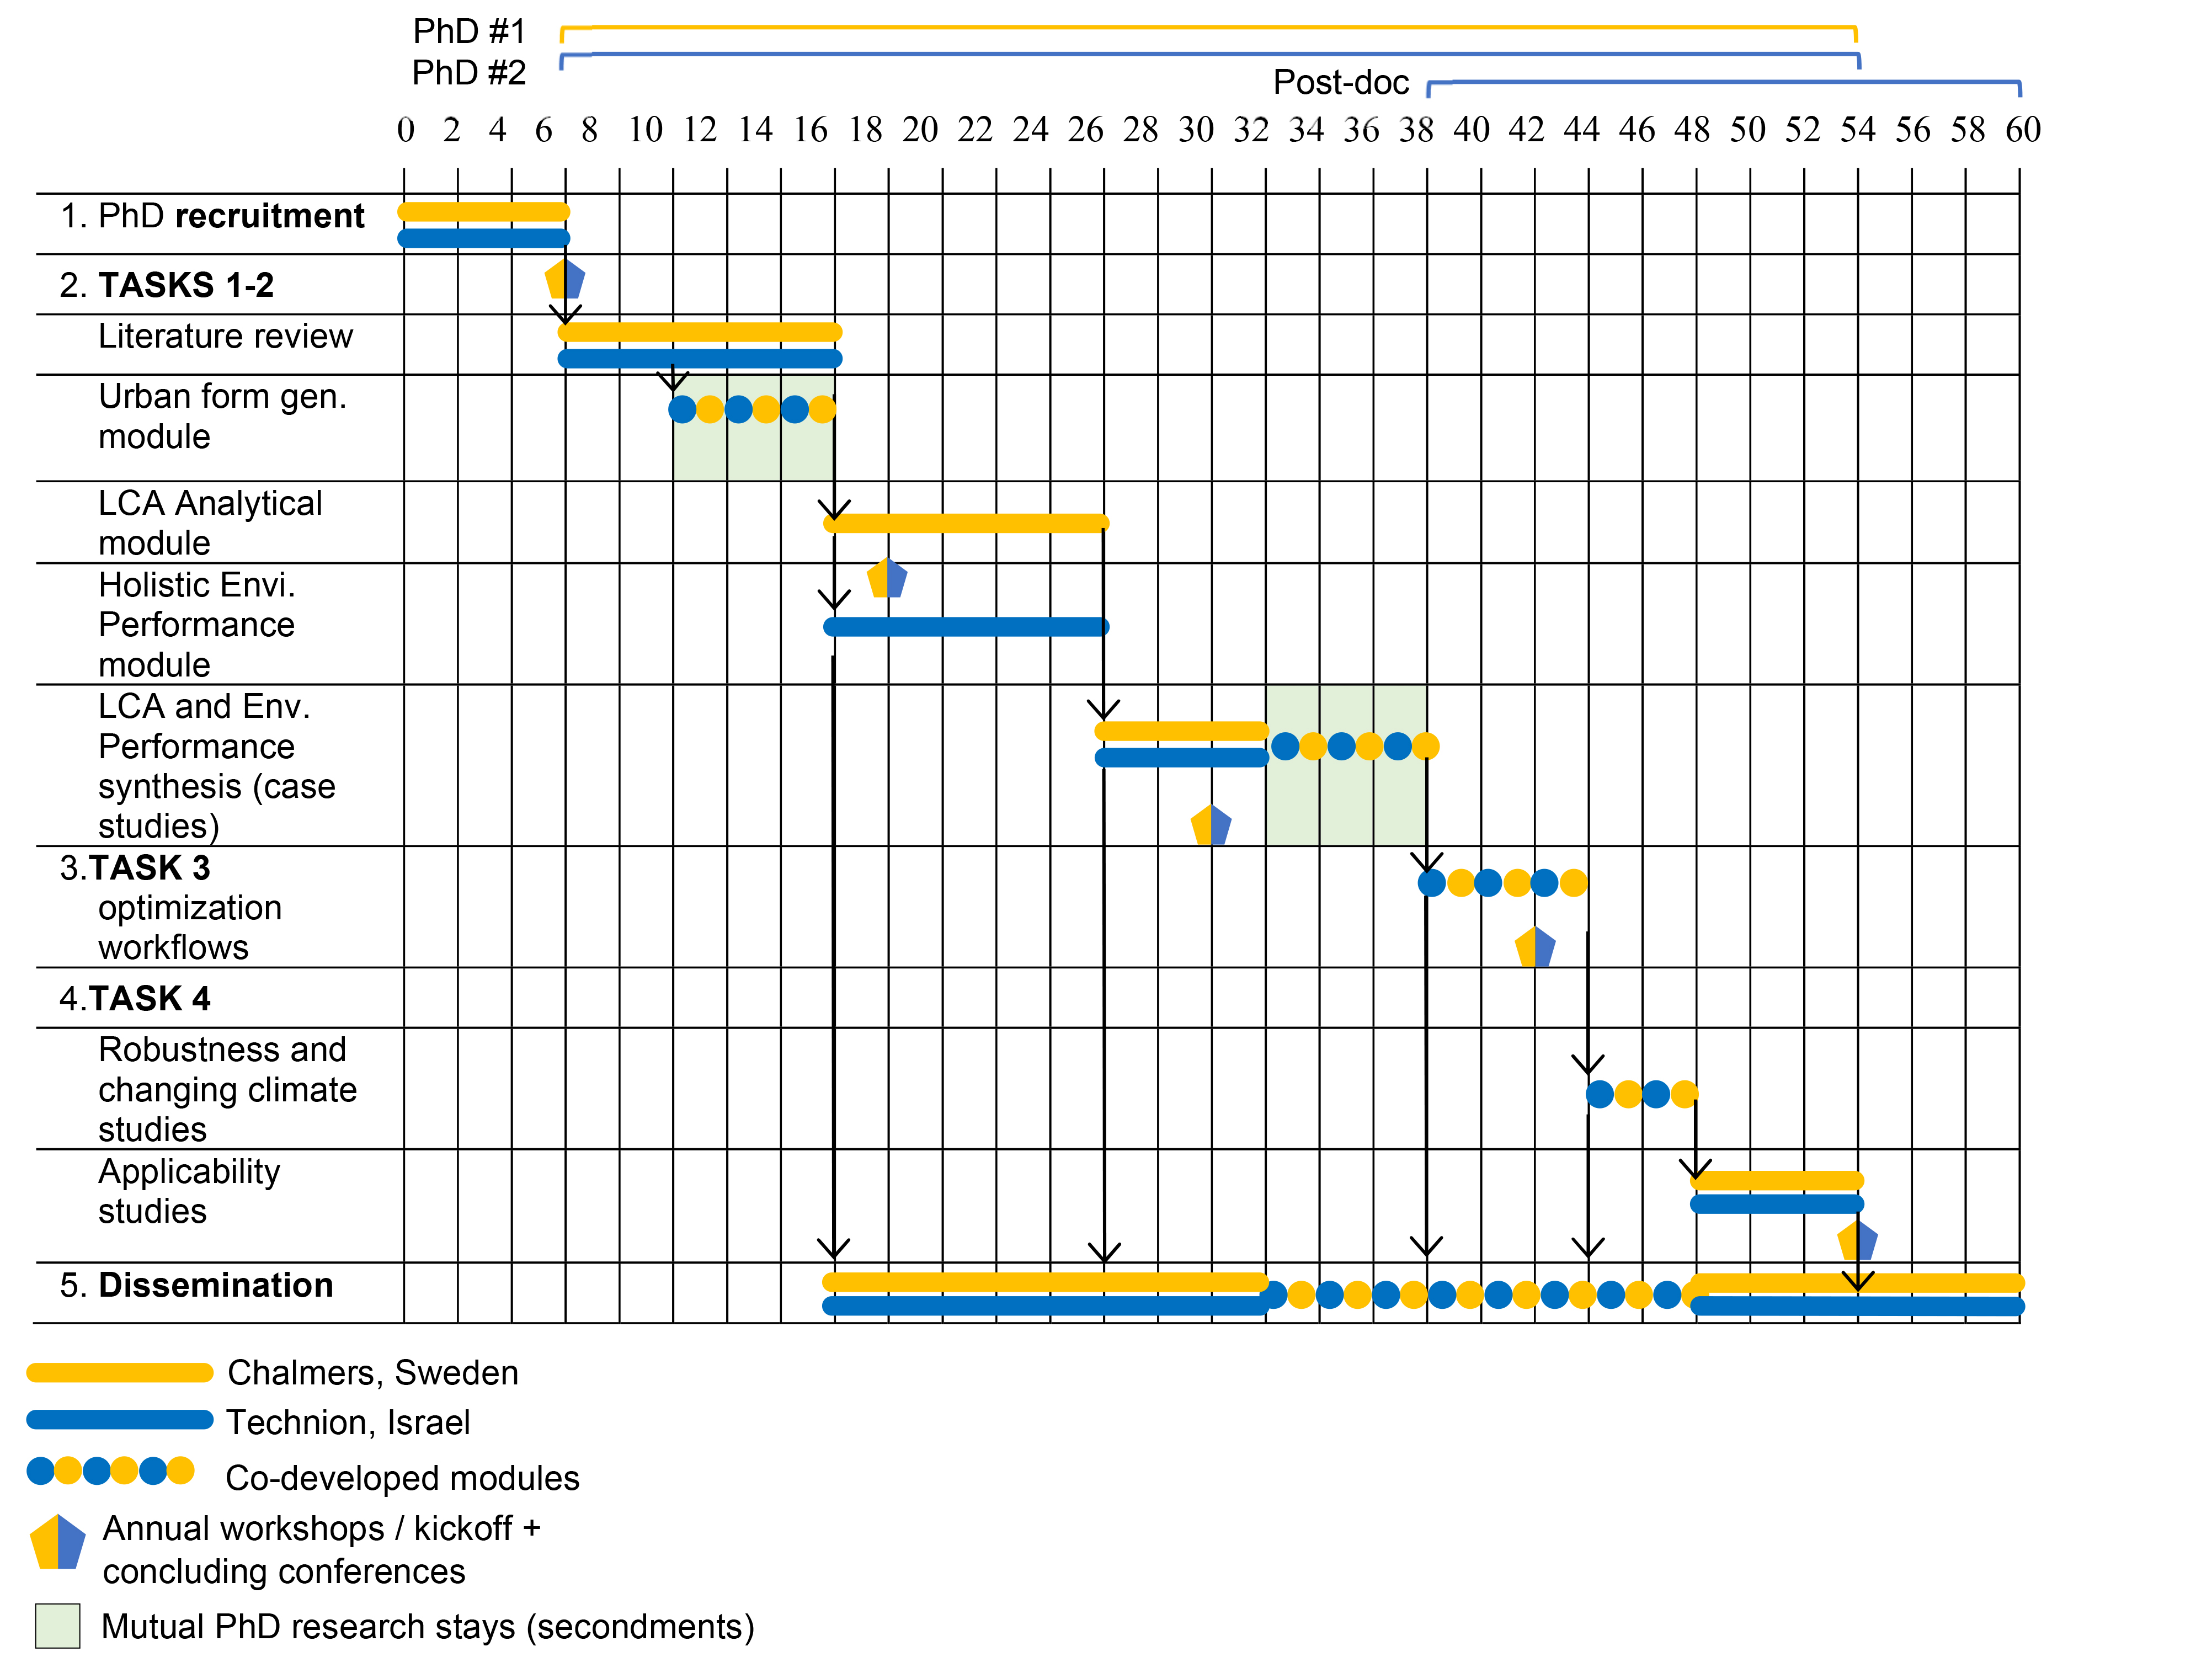 PhD #1
PhD #2
Post-doc
0 2 4 6 8 10 12 14 16 18 20 22 24 26 28 30 32 34 36 38 40 42 44 46 48 50 52 54 56 58 60
1. PhD recruitment
2. TASKS 1-2
Literature review
Urban form gen.
module
LCA Analytical
module
Holistic Envi.
Performance
module
LCA and Env.
Performance
synthesis (case
studies)
3.TASK 3
optimization
workflows
4.TASK 4
Robustness and
changing climate
studies
Applicability
studies
5. Dissemination
Chalmers, Sweden
Technion, Israel
Co-developed modules
Annual workshops / kickoff +
concluding conferences
Mutual PhD research stays (secondments)